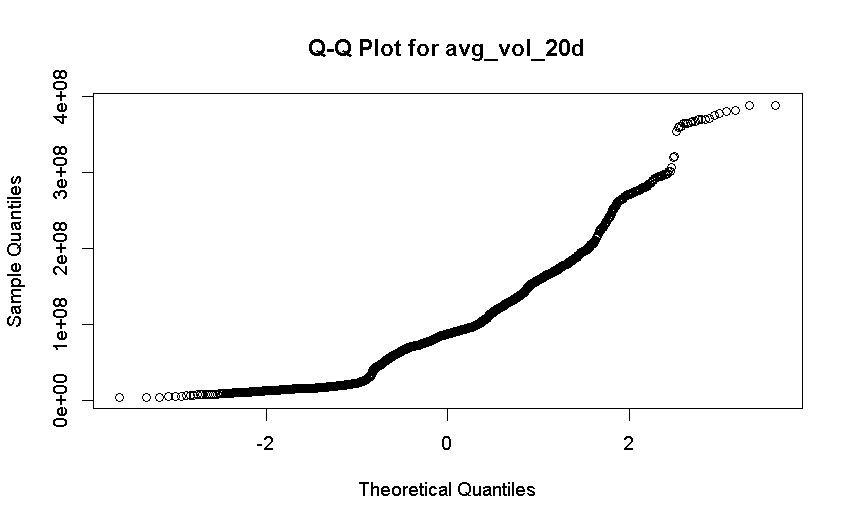 Q-Q Plot for avg_vol_20d
Sample Quantiles
4e+08
3e+08
2e+08
1e+08
0e+00
-2
0
2
Theoretical Quantiles